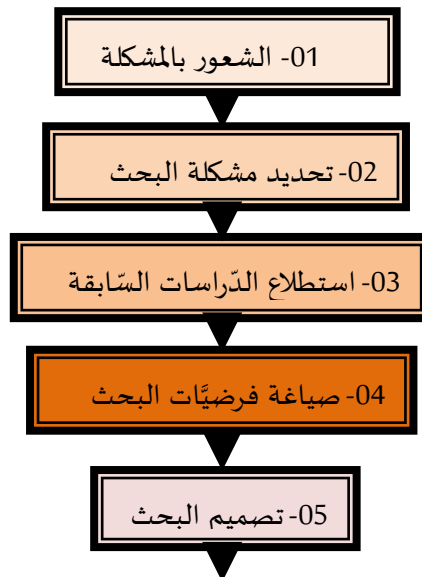 01- الشعور بالمشكلة
02- تحديد مشكلة البحث
03- استطلاع الدّراسات السّابقة
04- صياغة فرضيَّات البحث
05- تصميم البحث